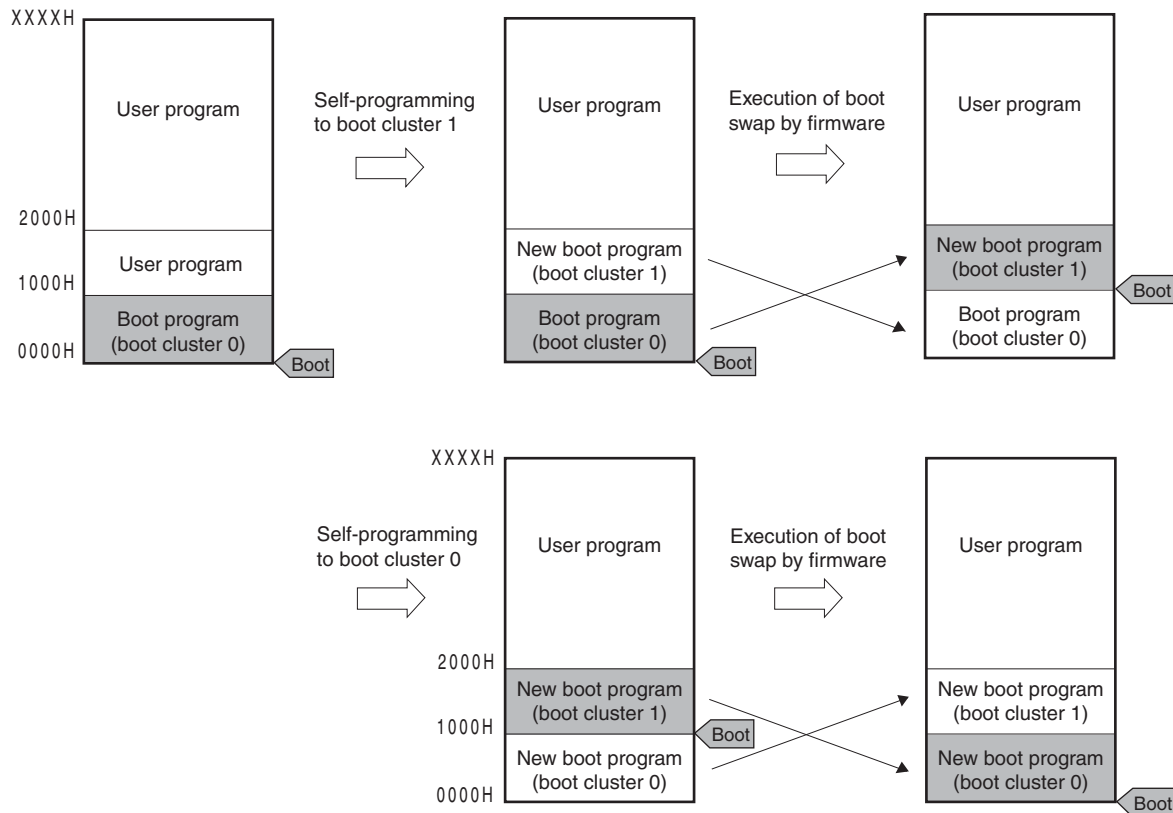 XXXXH
User program
2000H
User program
1000H
Boot program
(boot cluster 0)
0000H
Boot
Self-programming
to boot cluster 1
User program
New boot program
(boot cluster 1)
Boot program
(boot cluster 0)
Boot
Execution of boot
swap by firmware
User program
New boot program
(boot cluster 1)
Boot
Boot program
(boot cluster 0)
Self-programming
to boot cluster 0
XXXXH
User program
2000H
New boot program
(boot cluster 1)
1000H
Boot
New boot program
(boot cluster 0)
0000H
Execution of boot
swap by firmware
User program
New boot program
(boot cluster 1)
New boot program
(boot cluster 0)
Boot